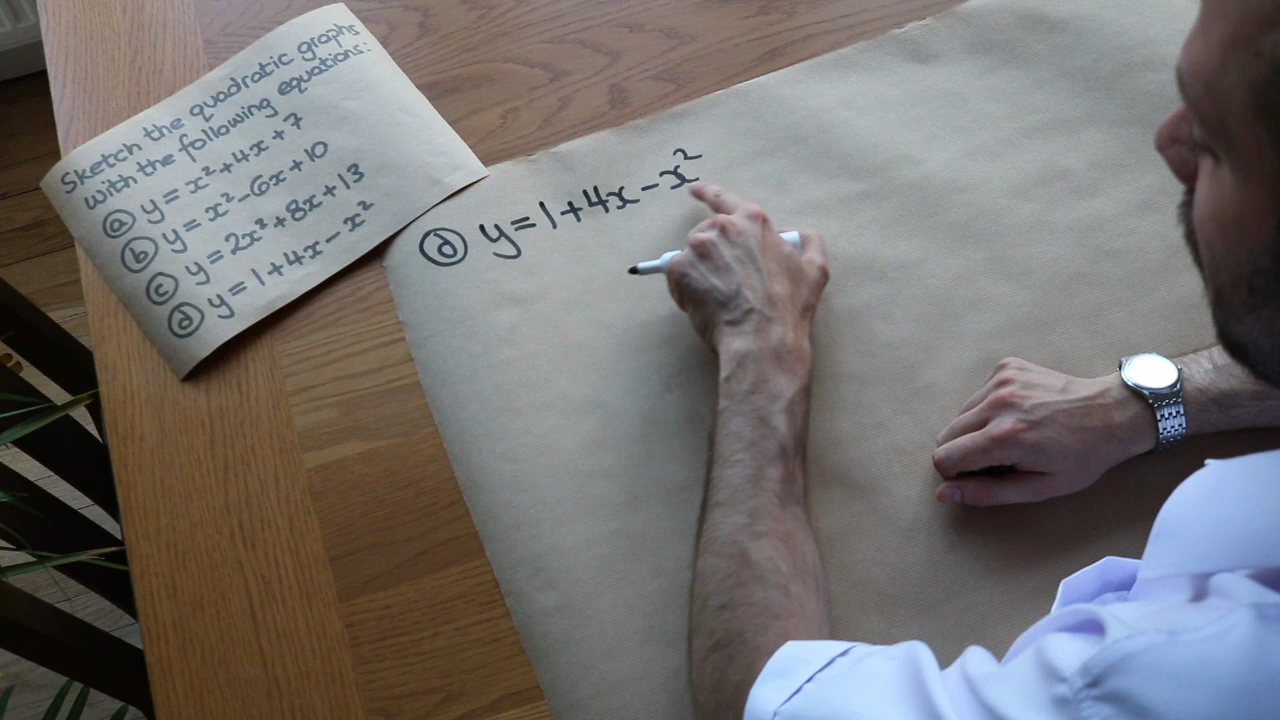 Sketch the quadratic graphs
with the following equations:
ⓐ y = x² + 4x + 7
ⓑ y = x² - 6x + 10
ⓒ y = 2x² + 8x + 13
ⓓ y = 1 + 4x - x²
ⓓ y = 1 + 4x - x²